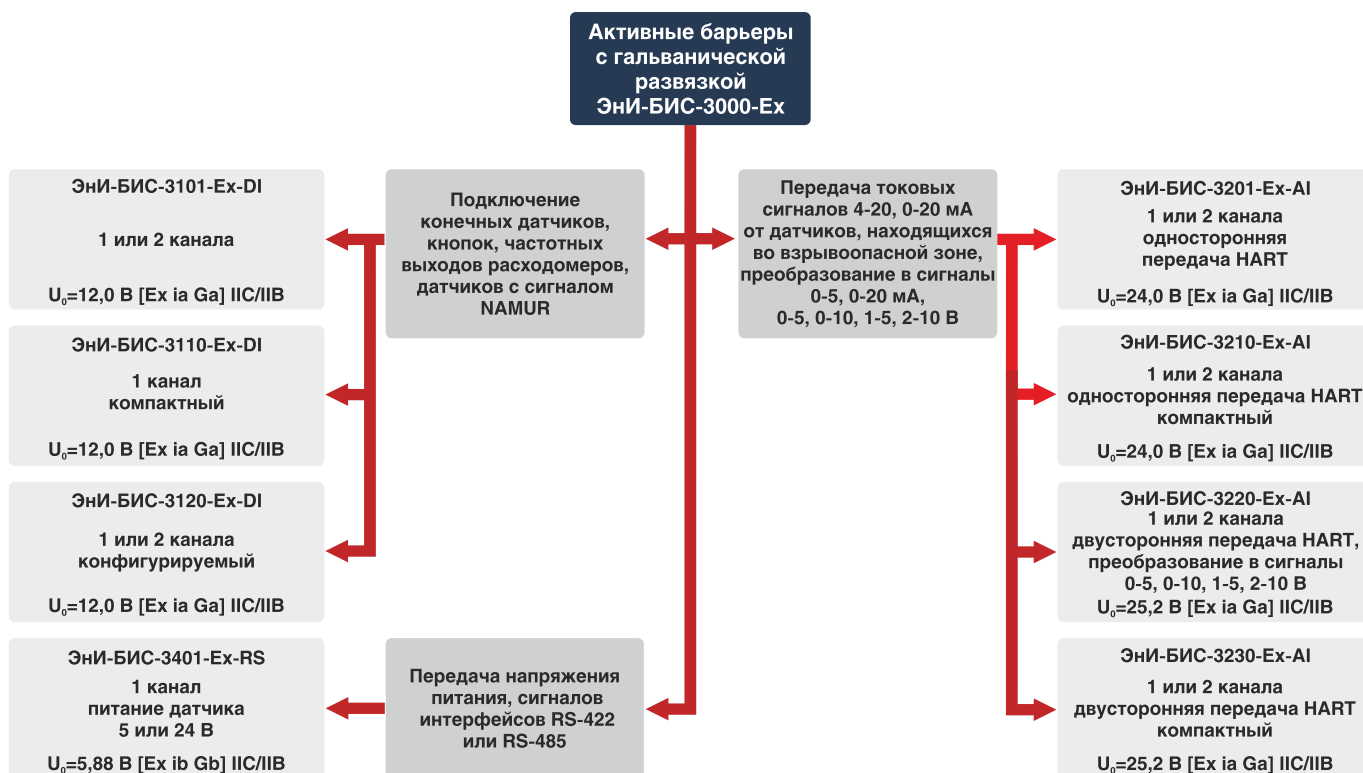 Активные барьеры
с гальванической
развязкой
ЭнИ-БИС-3000-Ex
ЭнИ-БИС-3101-Ex-DI
1 или 2 канала
U₀=12,0 В [Ex ia Ga] IIC/IIB
ЭнИ-БИС-3110-Ex-DI
1 канал
компактный
U₀=12,0 В [Ex ia Ga] IIC/IIB
ЭнИ-БИС-3120-Ex-DI
1 или 2 канала
конфигурируемый
U₀=12,0 В [Ex ia Ga] IIC/IIB
ЭнИ-БИС-3401-Ex-RS
1 канал
питание датчика
5 или 24 В
U₀=5,88 В [Ex ib Gb] IIC/IIB
Подключение
конечных датчиков,
кнопок, частотных
выходов расходомеров,
датчиков с сигналом
NAMUR
Передача напряжения
питания, сигналов
интерфейсов RS-422
или RS-485
Передача токовых
сигналов 4-20, 0-20 мА
от датчиков, находящихся
во взрывоопасной зоне,
преобразование в сигналы
0-5, 0-20 мА,
0-5, 0-10, 1-5, 2-10 В
ЭнИ-БИС-3201-Ex-AI
1 или 2 канала
односторонняя
передача HART
U₀=24,0 В [Ex ia Ga] IIC/IIB
ЭнИ-БИС-3210-Ex-AI
1 или 2 канала
односторонняя передача HART
компактный
U₀=24,0 В [Ex ia Ga] IIC/IIB
ЭнИ-БИС-3220-Ex-AI
1 или 2 канала
двусторонняя передача HART,
преобразование в сигналы
0-5, 0-10, 1-5, 2-10 В
U₀=25,2 В [Ex ia Ga] IIC/IIB
ЭнИ-БИС-3230-Ex-AI
1 или 2 канала
двусторонняя передача HART
компактный
U₀=25,2 В [Ex ia Ga] IIC/IIB